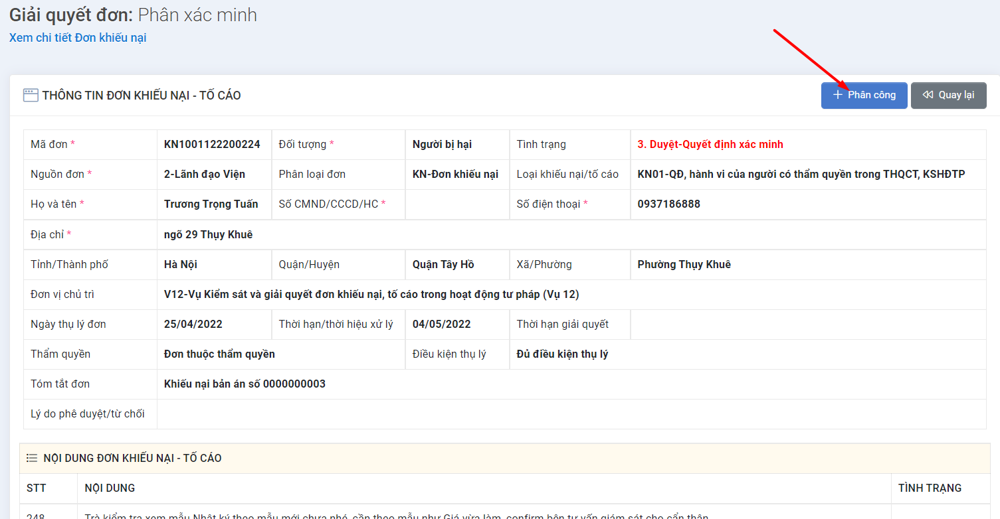 Giải quyết đơn: Phân xác minh
Xem chi tiết Đơn khiếu nại
THÔNG TIN ĐƠN KHIẾU NẠI - TỐ CÁO
Phân công
Quay lại
Mã đơn * KN1001122200224 Đối tượng * Người bị hại Tình trạng 3. Duyệt-Quyết định xác minh
Nguồn đơn * 2-Lãnh đạo Viện Phân loại đơn KN-Đơn khiếu nại Loại khiếu nại/tố cáo KN01-QĐ, hành vi của người có thẩm quyền trong THQCT, KSHĐTP
Họ và tên * Trương Trọng Tuấn Số CMND/CCCD/HC * Số điện thoại * 0937186888
Địa chỉ * ngõ 29 Thụy Khuê
Tỉnh/Thành phố Hà Nội Quận/Huyện Quận Tây Hồ Xã/Phường Phường Thụy Khuê
Đơn vị chủ trì V12-Vụ Kiểm sát và giải quyết đơn khiếu nại, tố cáo trong hoạt động tư pháp (Vụ 12)
Ngày thụ lý đơn 25/04/2022 Thời hạn/thời hiệu xử lý 04/05/2022 Thời hạn giải quyết
Thẩm quyền Đơn thuộc thẩm quyền Điều kiện thụ lý Đủ điều kiện thụ lý
Tóm tắt đơn Khiếu nại bản án số 0000000003
Lý do phê duyệt/từ chối
NỘI DUNG ĐƠN KHIẾU NẠI - TỐ CÁO
STT NỘI DUNG TÌNH TRẠNG
248 Trà kiểm tra xem mẫu Nhật ký theo mẫu mới chưa nhé, cần theo mẫu như Giá vừa làm, confirm bên tư vấn giám sát cho cẩn thận